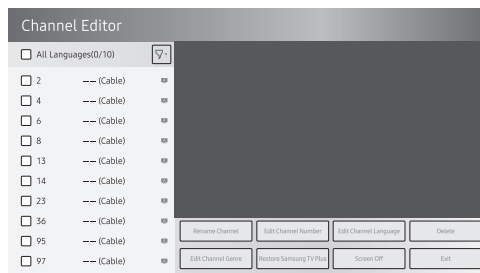 Channel Editor
All Languages(0/10)
2 –– (Cable)
4 –– (Cable)
6 –– (Cable)
8 –– (Cable)
13 –– (Cable)
14 –– (Cable)
23 –– (Cable)
36 –– (Cable)
95 –– (Cable)
97 –– (Cable)
Rename Channel Edit Channel Number Edit Channel Language Delete
Edit Channel Genre Restore Samsung TV Plus Screen Off Exit